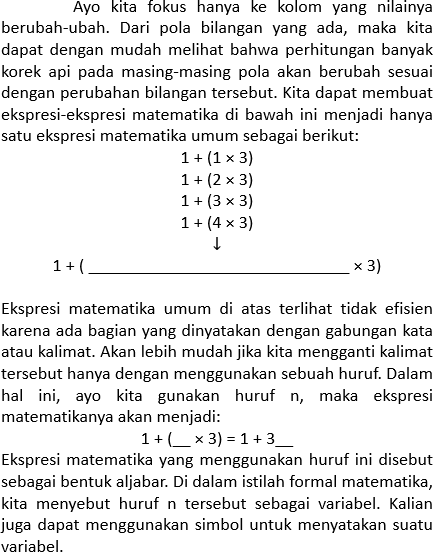 Ayo kita fokus hanya ke kolom yang nilainya
berubah-ubah. Dari pola bilangan yang ada, maka kita
dapat dengan mudah melihat bahwa perhitungan banyak
korek api pada masing-masing pola akan berubah sesuai
dengan perubahan bilangan tersebut. Kita dapat membuat
ekspresi-ekspresi matematika di bawah ini menjadi hanya
satu ekspresi matematika umum sebagai berikut:
1 + (1 × 3)
1 + (2 × 3)
1 + (3 × 3)
1 + (4 × 3)
↓
1 + ( ______________________________ × 3)
Ekspresi matematika umum di atas terlihat tidak efisien
karena ada bagian yang dinyatakan dengan gabungan kata
atau kalimat. Akan lebih mudah jika kita mengganti kalimat
tersebut hanya dengan menggunakan sebuah huruf. Dalam
hal ini, ayo kita gunakan huruf n, maka ekspresi
matematikanya akan menjadi:
1 + (__ × 3) = 1 + 3__
Ekspresi matematika yang menggunakan huruf ini disebut
sebagai bentuk aljabar. Di dalam istilah formal matematika,
kita menyebut huruf n tersebut sebagai variabel. Kalian
juga dapat menggunakan simbol untuk menyatakan suatu
variabel.